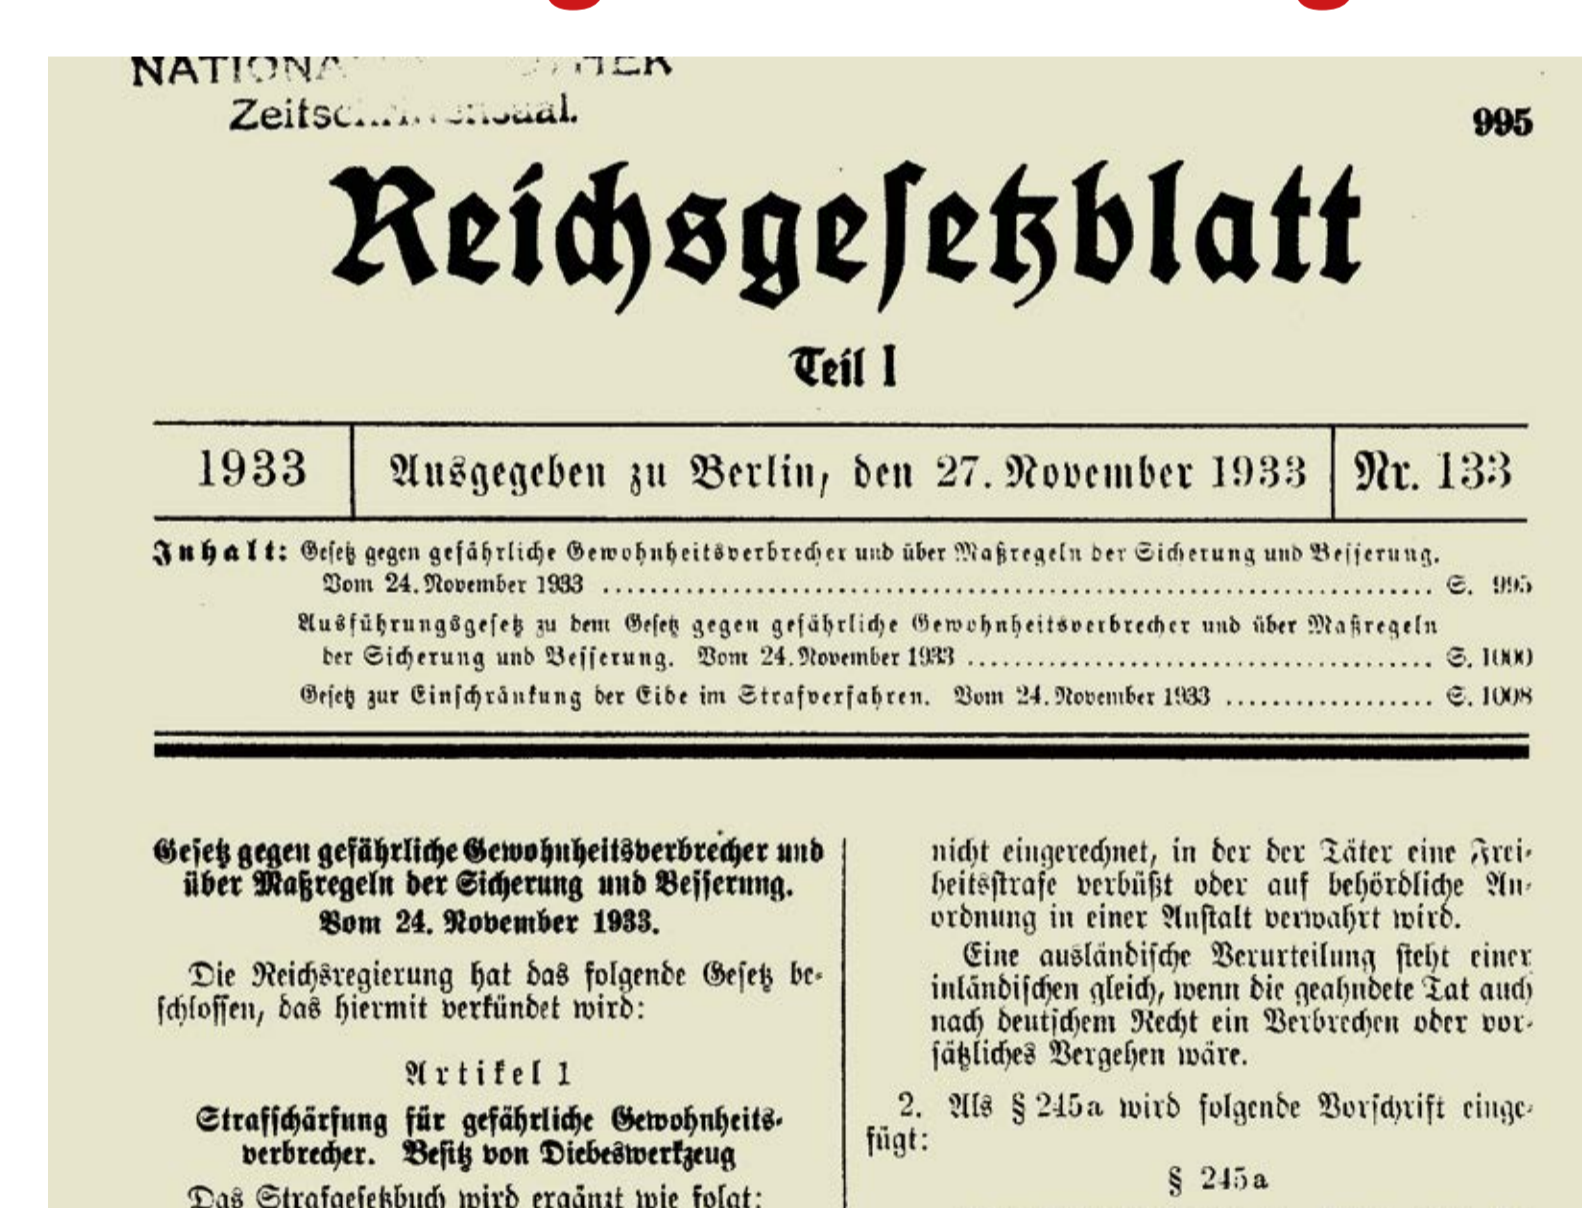 995
Reichsgesetzblatt
Teil I
1933
Ausgegeben zu Berlin, den 27. November 1933
Nr. 133
Inhalt: Gesetz gegen gefährliche Gewohnheitsverbrecher und über Maßregeln der Sicherung und Besserung.
Vom 24. November 1933 ........................................ S. 995
Ausführungsgesetz zu dem Gesetz gegen gefährliche Gewohnheitsverbrecher und über Maßregeln
der Sicherung und Besserung. Vom 24. November 1933 .............................. S. 1000
Gesetz zur Einschränkung der Eide im Strafverfahren. Vom 24. November 1933 .................. S. 1008
Gesetz gegen gefährliche Gewohnheitsverbrecher und
über Maßregeln der Sicherung und Besserung.
Vom 24. November 1933.
Die Reichsregierung hat das folgende Gesetz be-
schlossen, das hiermit verkündet wird:
Artikel 1
Strafschärfung für gefährliche Gewohnheits-
verbrecher. Besitz von Diebeswerkzeug
Das Strafgesetzbuch wird ergänzt wie folgt:
nicht eingerechnet, in der der Täter eine Frei-
heitsstrafe verbüßt oder auf behördliche An-
ordnung in einer Anstalt verwahrt wird.
Eine ausländische Verurteilung steht einer
inländischen gleich, wenn die geahndete Tat auch
nach deutschem Recht ein Verbrechen oder vor-
sätzliches Vergehen wäre.
2. Als § 245a wird folgende Vorschrift einge-
fügt:
§ 245a